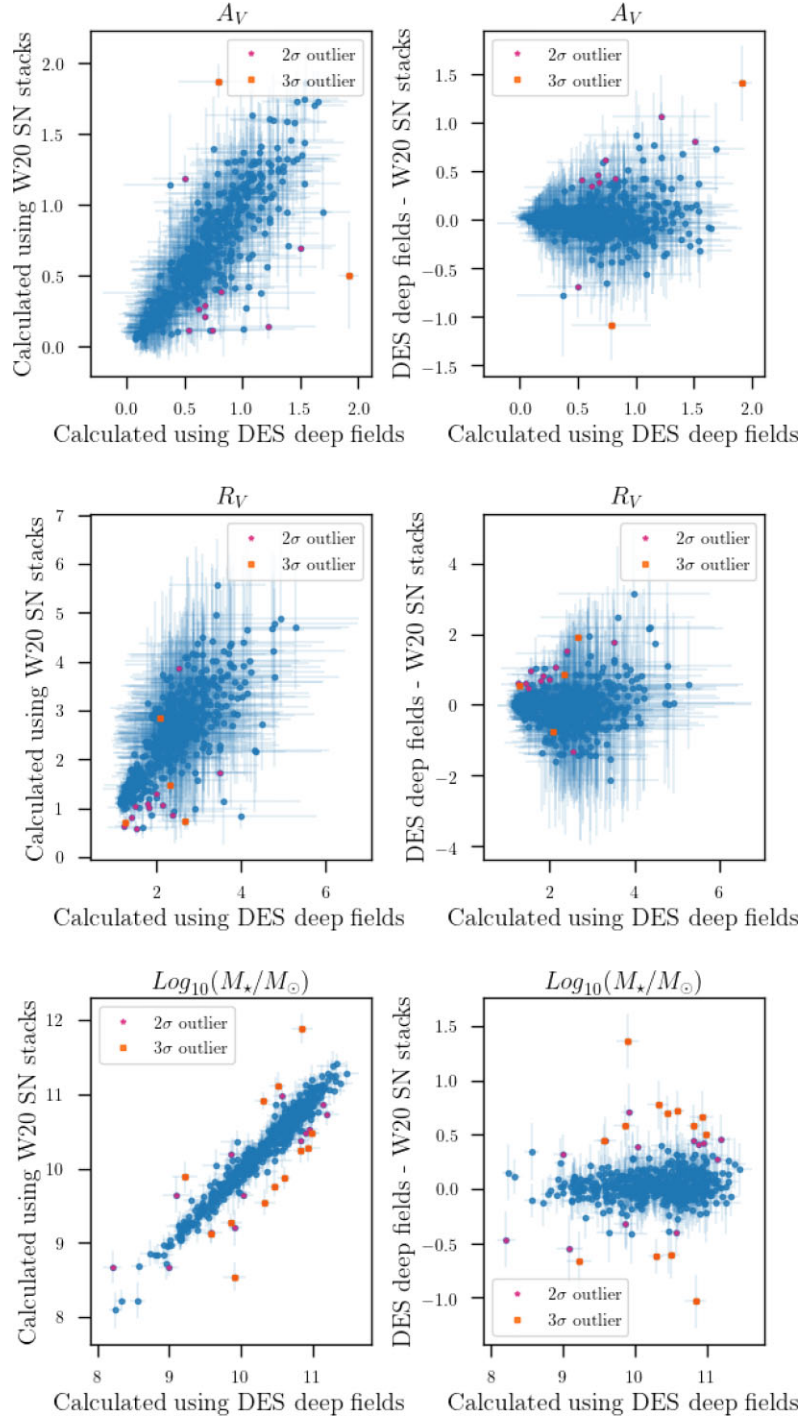 A_V
2σ outlier
3σ outlier
2.0
1.5
1.0
0.5
0.0
Calculated using W20 SN stacks
0.0 0.5 1.0 1.5 2.0
Calculated using DES deep fields
A_V
2σ outlier
3σ outlier
1.5
1.0
0.5
0.0
−0.5
−1.0
−1.5
DES deep fields - W20 SN stacks
0.0 0.5 1.0 1.5 2.0
Calculated using DES deep fields
R_V
2σ outlier
3σ outlier
7
6
5
4
3
2
1
0
Calculated using W20 SN stacks
2 4 6
Calculated using DES deep fields
R_V
2σ outlier
3σ outlier
4
2
0
−2
−4
DES deep fields - W20 SN stacks
2 4 6
Calculated using DES deep fields
Log₁₀(M⋆/M⊙)
2σ outlier
3σ outlier
12
11
10
9
8
Calculated using W20 SN stacks
8 9 10 11
Calculated using DES deep fields
Log₁₀(M⋆/M⊙)
1.5
1.0
0.5
0.0
−0.5
−1.0
DES deep fields - W20 SN stacks
2σ outlier
3σ outlier
8 9 10 11
Calculated using DES deep fields